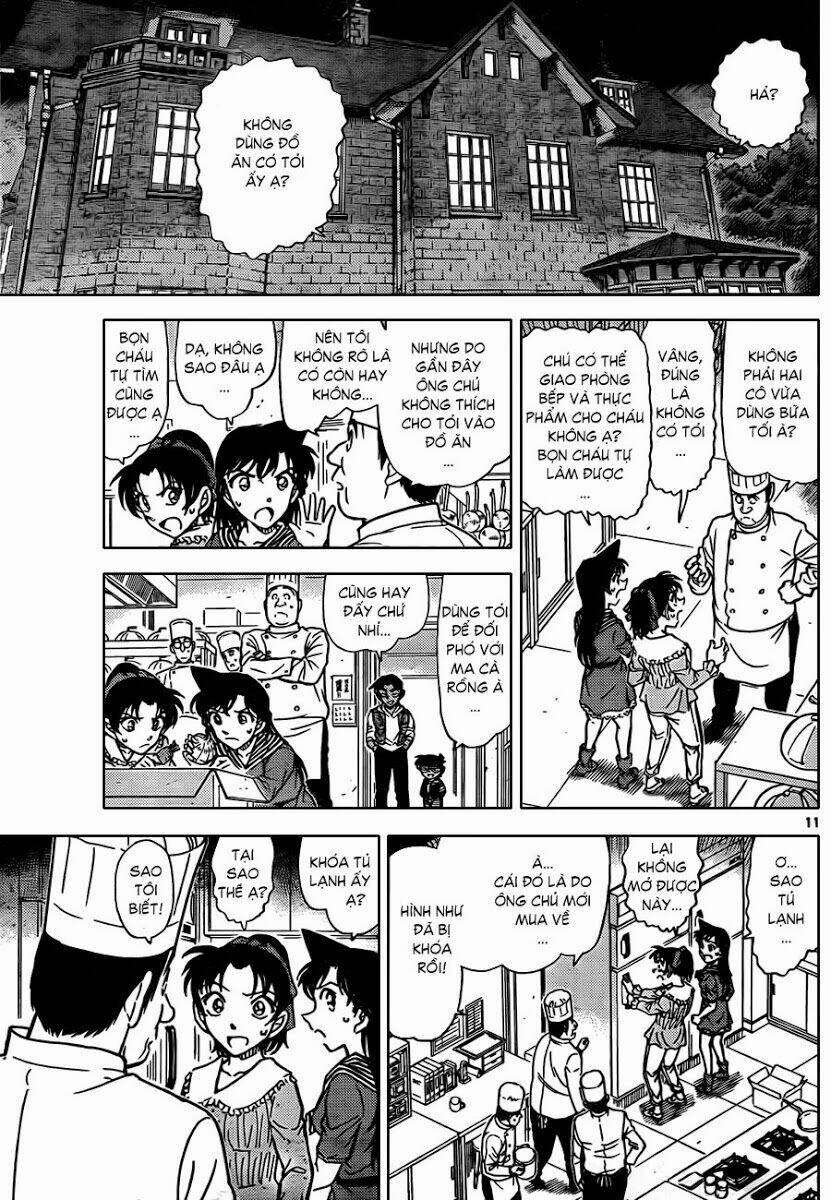 HẢ?
KHÔNG
DÙNG ĐỒ
ĂN CÓ TỎI
ẤY Ạ?
KHÔNG
PHẢI HAI
CÔ VỪA
DÙNG BỮA
TỐI À?
VÂNG,
ĐÚNG
LÀ
KHÔNG
CÓ TỎI
...
CHÚ CÓ THỂ
GIAO PHÒNG
BẾP VÀ THỰC
PHẨM CHO CHÁU
KHÔNG Ạ?
BỌN CHÁU TỰ
LÀM ĐƯỢC
...
NHƯNG DO
GẦN ĐÂY
ÔNG CHỦ
KHÔNG THÍCH
CHO TỎI VÀO
ĐỒ ĂN
...
NÊN TÔI
KHÔNG RÕ LÀ
CÓ CÒN HAY
KHÔNG...
DẠ, KHÔNG
SAO ĐÂU Ạ
...
BỌN
CHÁU
TỰ TÌM
CŨNG
ĐƯỢC Ạ
...
DÙNG TỎI
ĐỂ ĐỐI
PHÓ VỚI
MA CÀ
RỒNG À
...
CŨNG HAY
ĐẤY CHỨ
NHỈ...
11
Ơ...
SAO
TỦ
LẠNH
LẠI
KHÔNG
MỞ ĐƯỢC
NÀY...
À...
CÁI ĐÓ LÀ DO
ÔNG CHỦ MỚI
MUA VỀ
...
HÌNH NHƯ
ĐÃ BỊ
KHÓA
RỒI!
KHÓA TỦ
LẠNH ẤY
Ạ?
TẠI
SAO
THẾ Ạ?
SAO
TÔI
BIẾT!